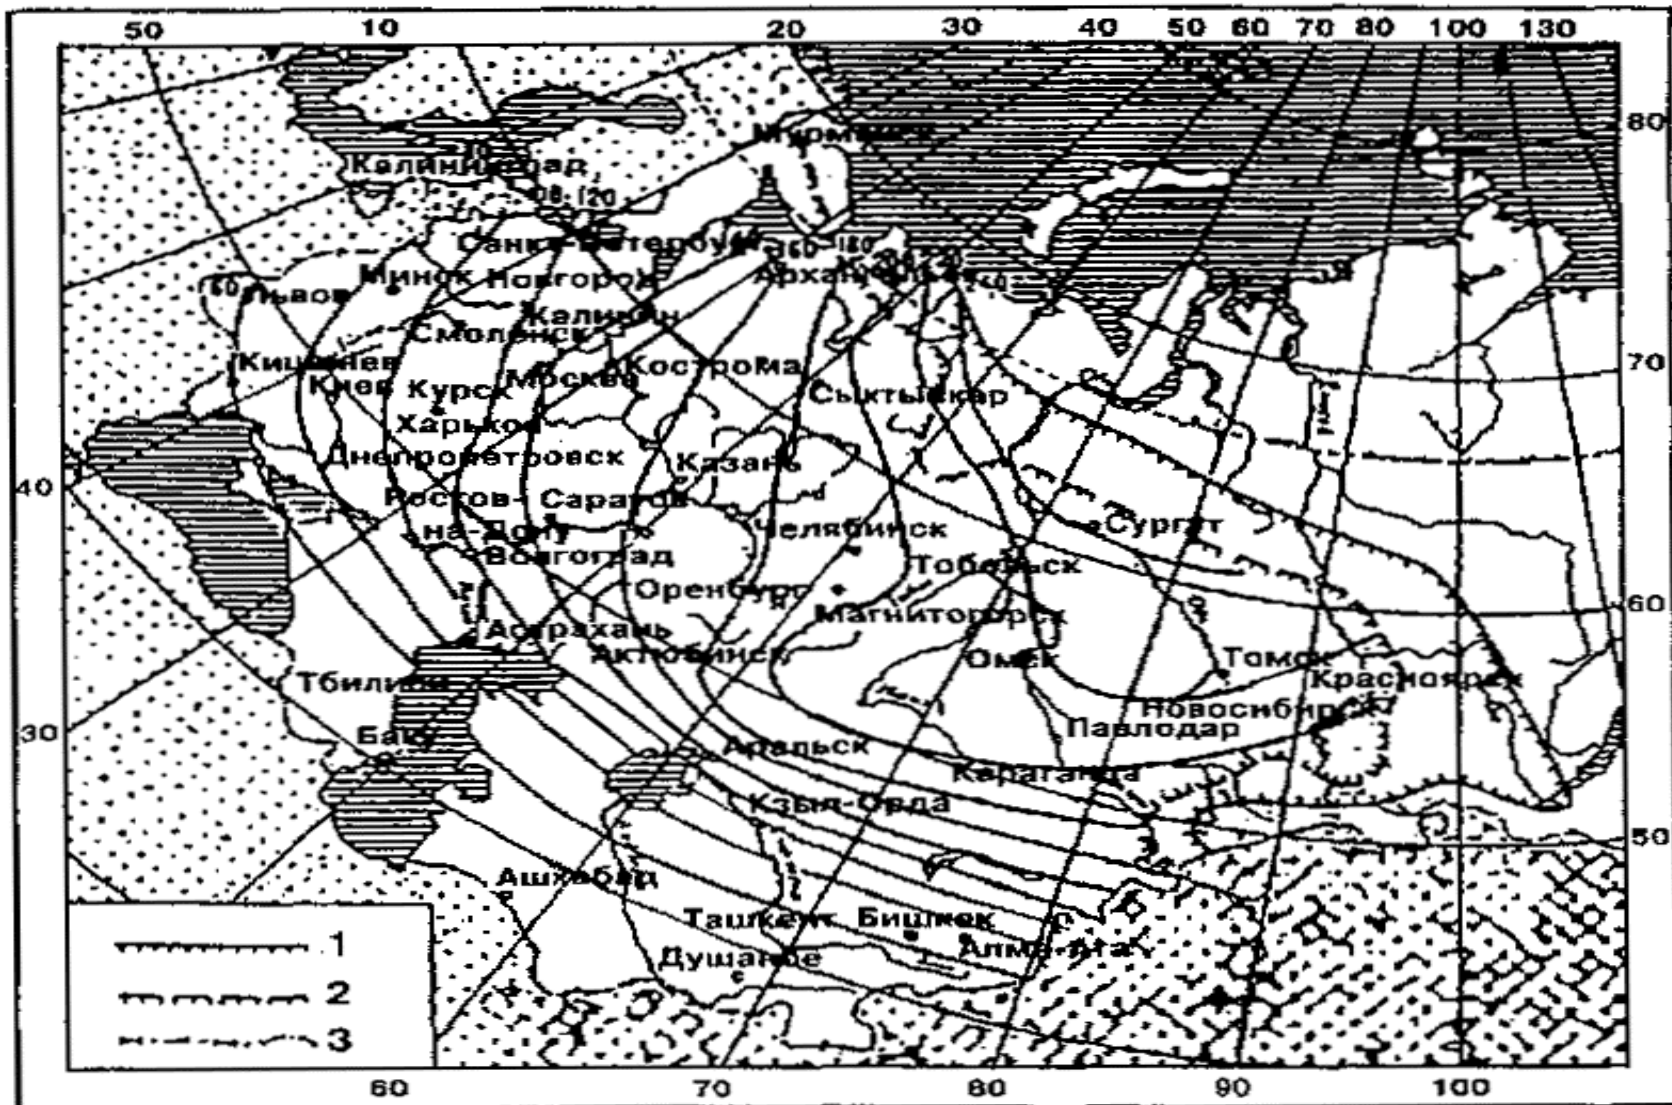 50 10 20 30 40 50 60 70 80 100 130
Мурманск
80
Калининград
80 120
Санкт-Петербург
160 180
Минск Новгород
60 Львов
Калинин
Смоленск
Кишинев
Киев Курск Москва Кострома
70
Сыктывкар
Харьков
Днепропетровск Казань
40
Ростов- Саратов
на-Дону Челябинск Сургут
Волгоград Тобольск
Оренбург
Магнитогорск
60
Астрахань
Актюбинск Омск Томск
Тбилиси Красноярск
Новосибирск
Павлодар
30
Баку Аральск
Караганда
Кзыл-Орда
50
Ашхабад
Ташкент Бишкек
Алма-Ата
Душанбе
1
2
3
60 70 80 90 100